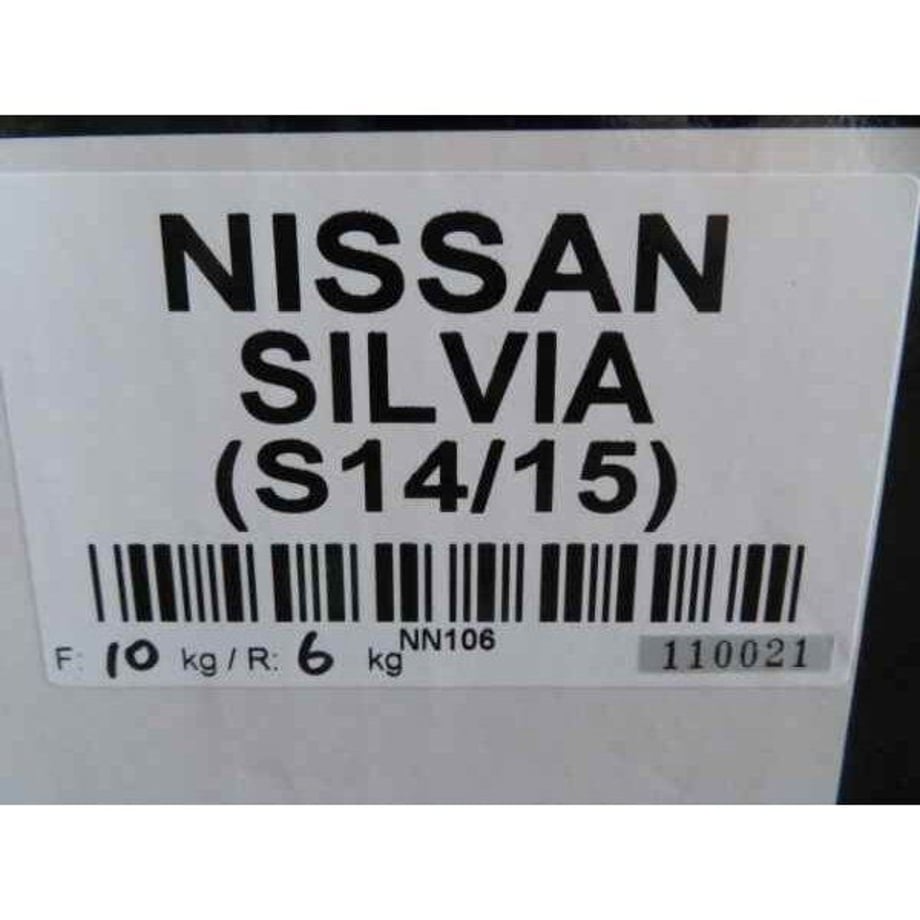 NISSAN
SILVIA
(S14/15)
NN106
F: 10 kg / R: 6 kg
110021